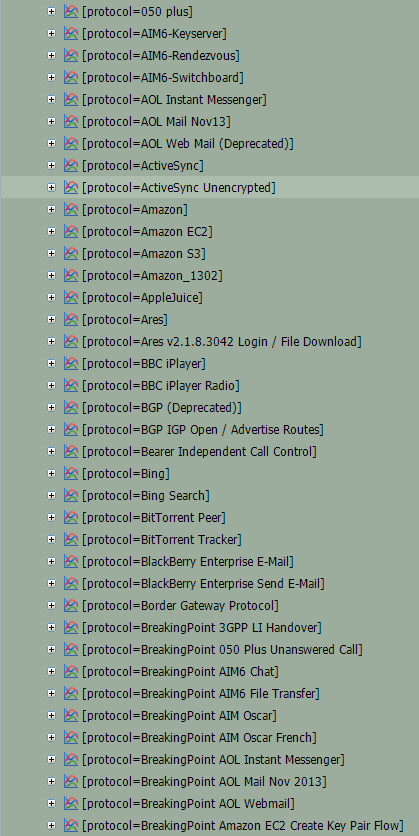 [protocol=050 plus]
[protocol=AIM6-Keyserver]
[protocol=AIM6-Rendezvous]
[protocol=AIM6-Switchboard]
[protocol=AOL Instant Messenger]
[protocol=AOL Mail Nov13]
[protocol=AOL Web Mail (Deprecated)]
[protocol=ActiveSync]
[protocol=ActiveSync Unencrypted]
[protocol=Amazon]
[protocol=Amazon EC2]
[protocol=Amazon S3]
[protocol=Amazon_1302]
[protocol=AppleJuice]
[protocol=Ares]
[protocol=Ares v2.1.8.3042 Login / File Download]
[protocol=BBC iPlayer]
[protocol=BBC iPlayer Radio]
[protocol=BGP (Deprecated)]
[protocol=BGP IGP Open / Advertise Routes]
[protocol=Bearer Independent Call Control]
[protocol=Bing]
[protocol=Bing Search]
[protocol=BitTorrent Peer]
[protocol=BitTorrent Tracker]
[protocol=BlackBerry Enterprise E-Mail]
[protocol=BlackBerry Enterprise Send E-Mail]
[protocol=Border Gateway Protocol]
[protocol=BreakingPoint 3GPP LI Handover]
[protocol=BreakingPoint 050 Plus Unanswered Call]
[protocol=BreakingPoint AIM6 Chat]
[protocol=BreakingPoint AIM6 File Transfer]
[protocol=BreakingPoint AIM Oscar]
[protocol=BreakingPoint AIM Oscar French]
[protocol=BreakingPoint AOL Instant Messenger]
[protocol=BreakingPoint AOL Mail Nov 2013]
[protocol=BreakingPoint AOL Webmail]
[protocol=BreakingPoint Amazon EC2 Create Key Pair Flow]